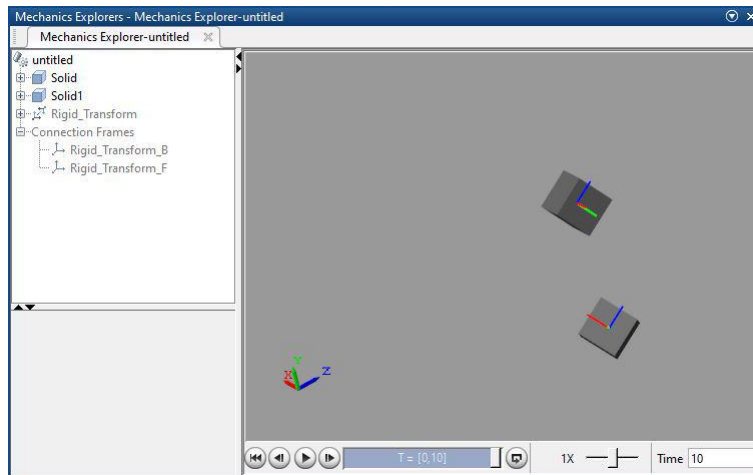 Mechanics Explorers - Mechanics Explorer-untitled
Mechanics Explorer-untitled
untitled
Solid
Solid1
Rigid_Transform
Connection Frames
Rigid_Transform_B
Rigid_Transform_F
Y
X
Z
T = [0,10]
1X
Time 10